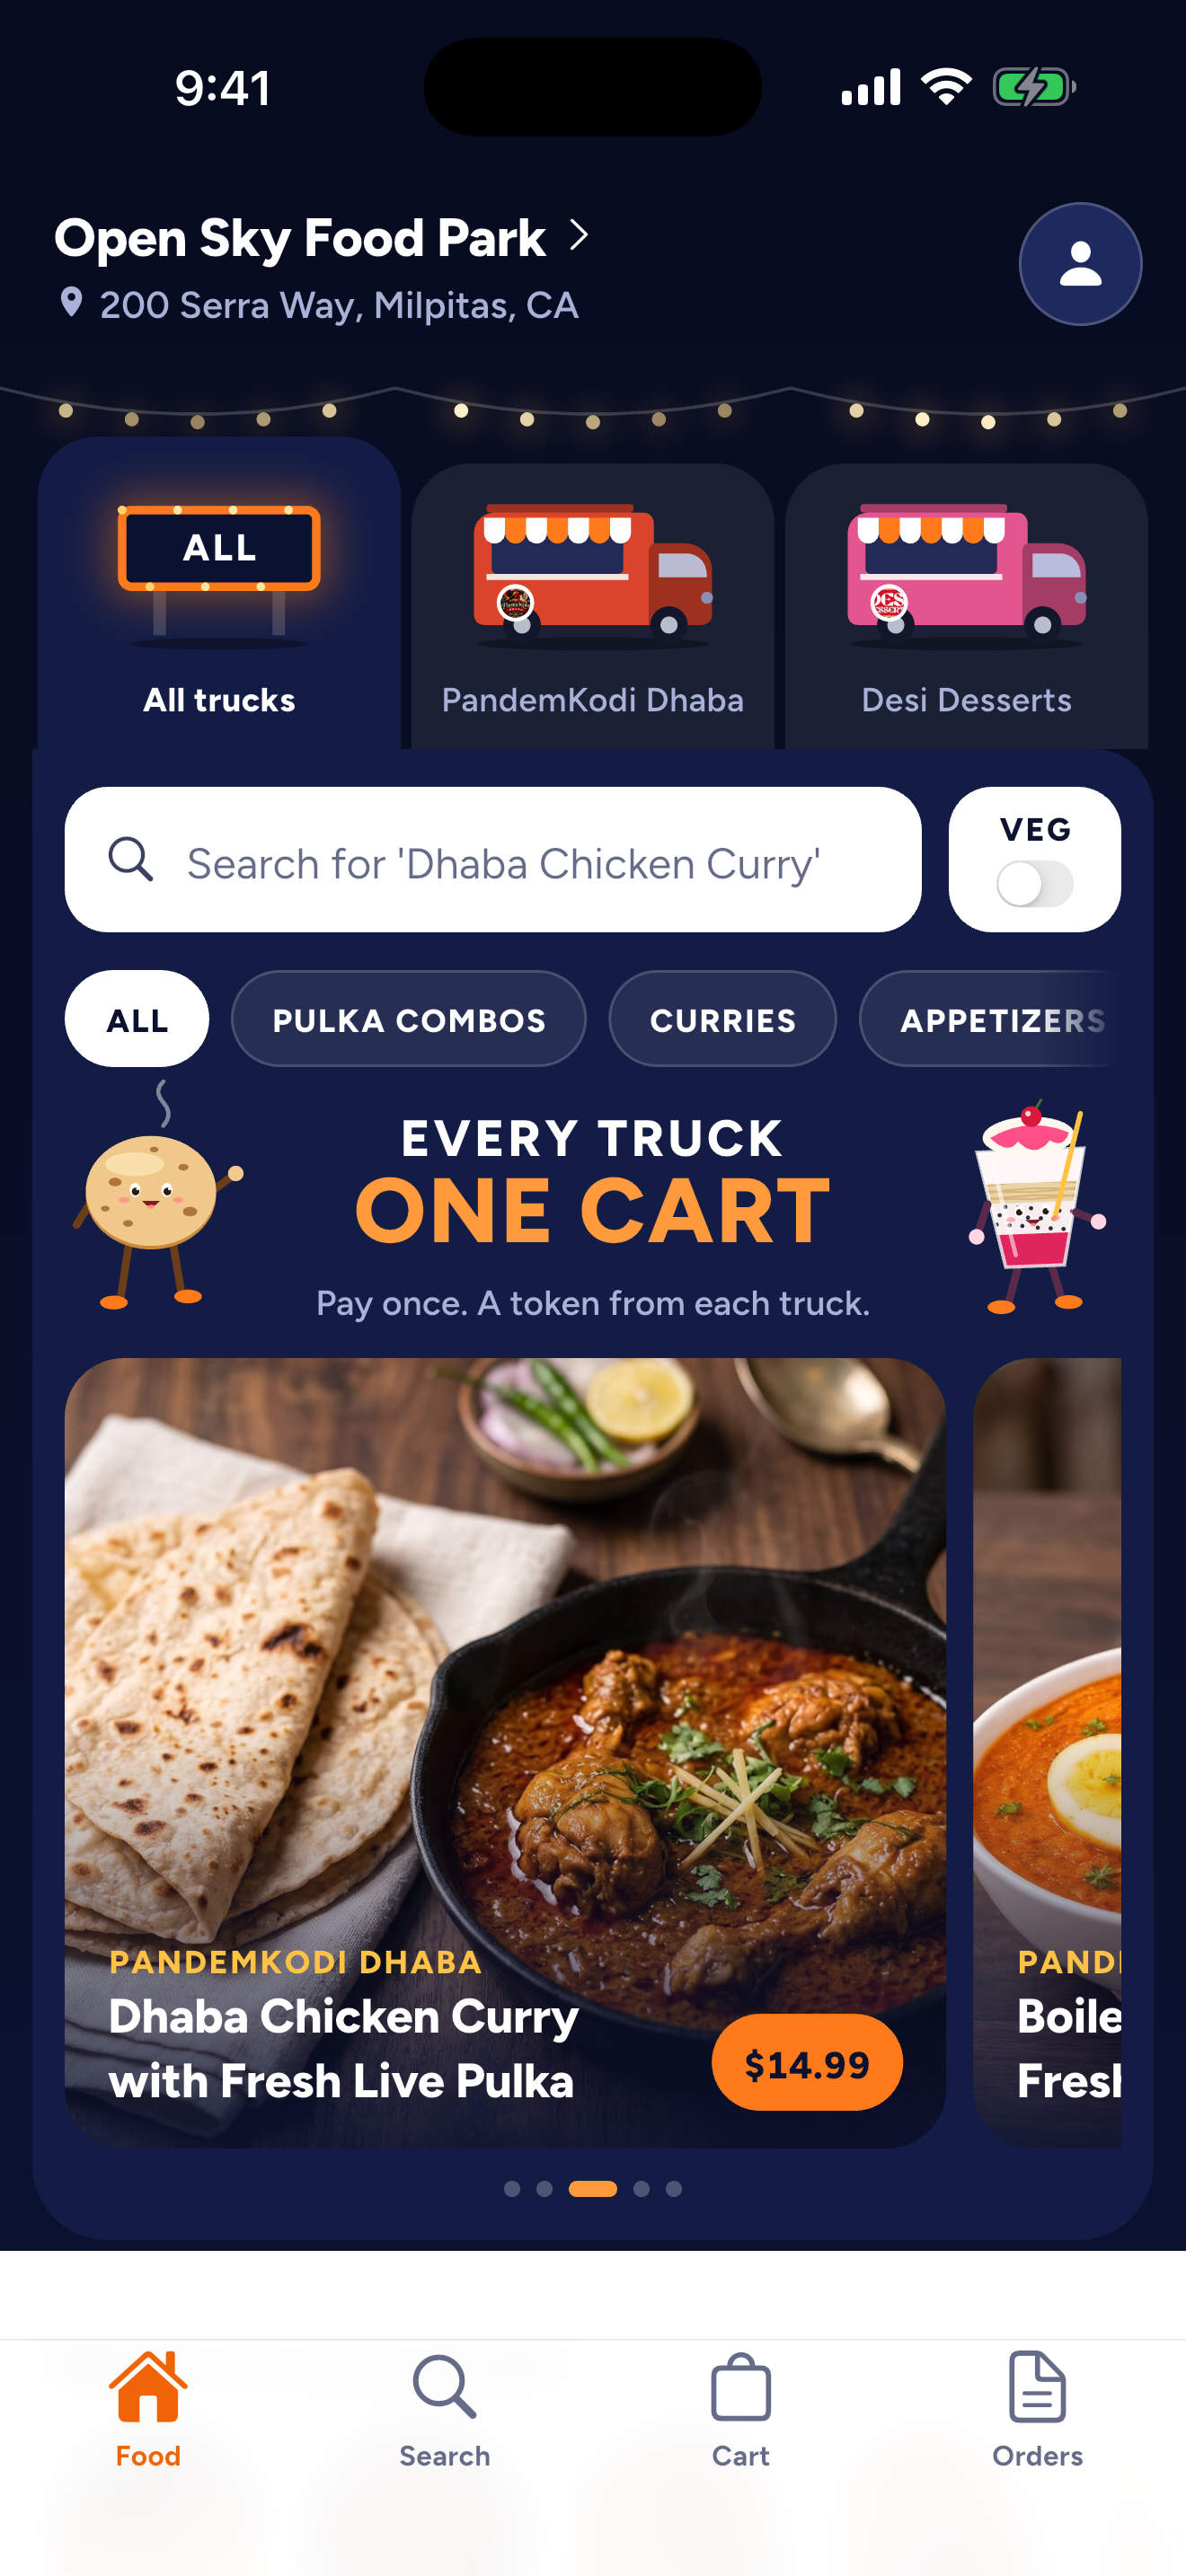 9:41
Open Sky Food Park
200 Serra Way, Milpitas, CA
ALL
All trucks
PandemKodi Dhaba
Desi Desserts
Search for 'Dhaba Chicken Curry'
VEG
ALL
PULKA COMBOS
CURRIES
APPETIZERS
EVERY TRUCK
ONE CART
Pay once. A token from each truck.
PANDEMKODI DHABA
Dhaba Chicken Curry
with Fresh Live Pulka
$14.99
Food
Search
Cart
Orders